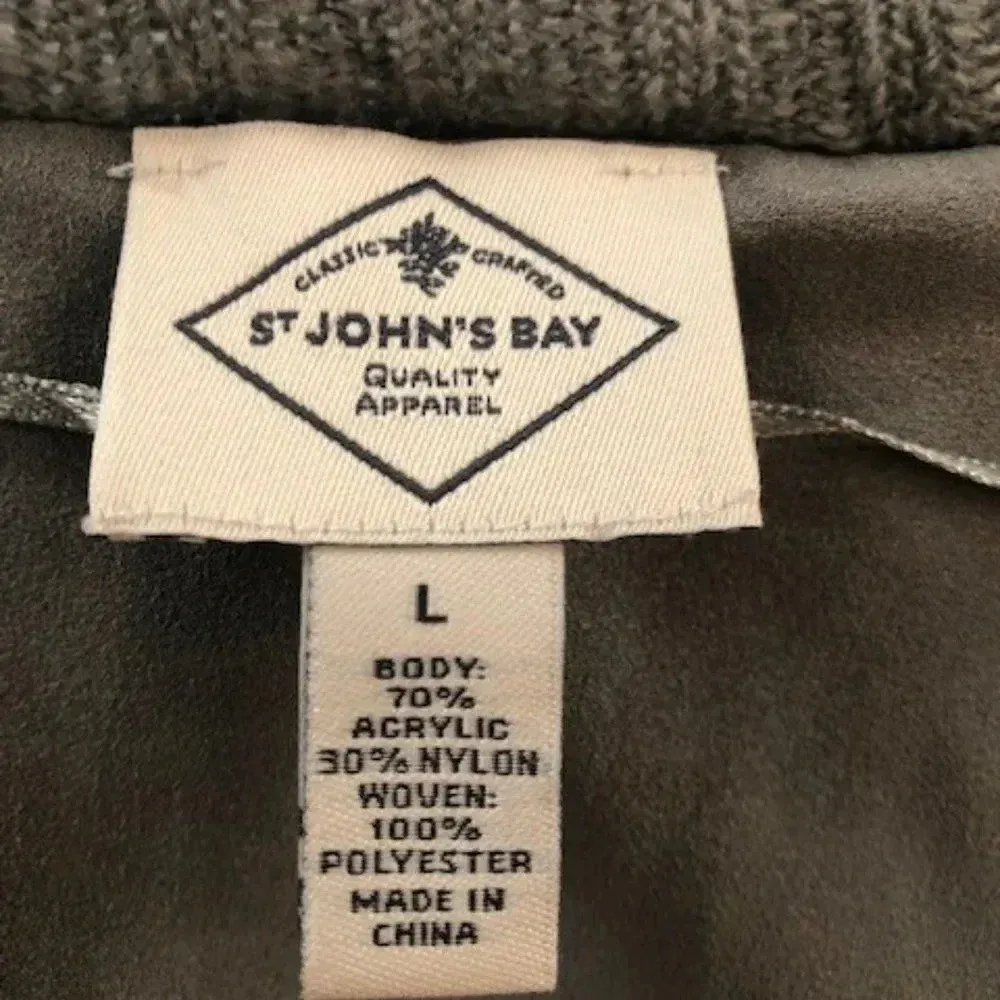 CLASSIC CRAFTED
ST JOHN'S BAY
QUALITY
APPAREL
L
BODY:
70%
ACRYLIC
30% NYLON
WOVEN:
100%
POLYESTER
MADE IN
CHINA